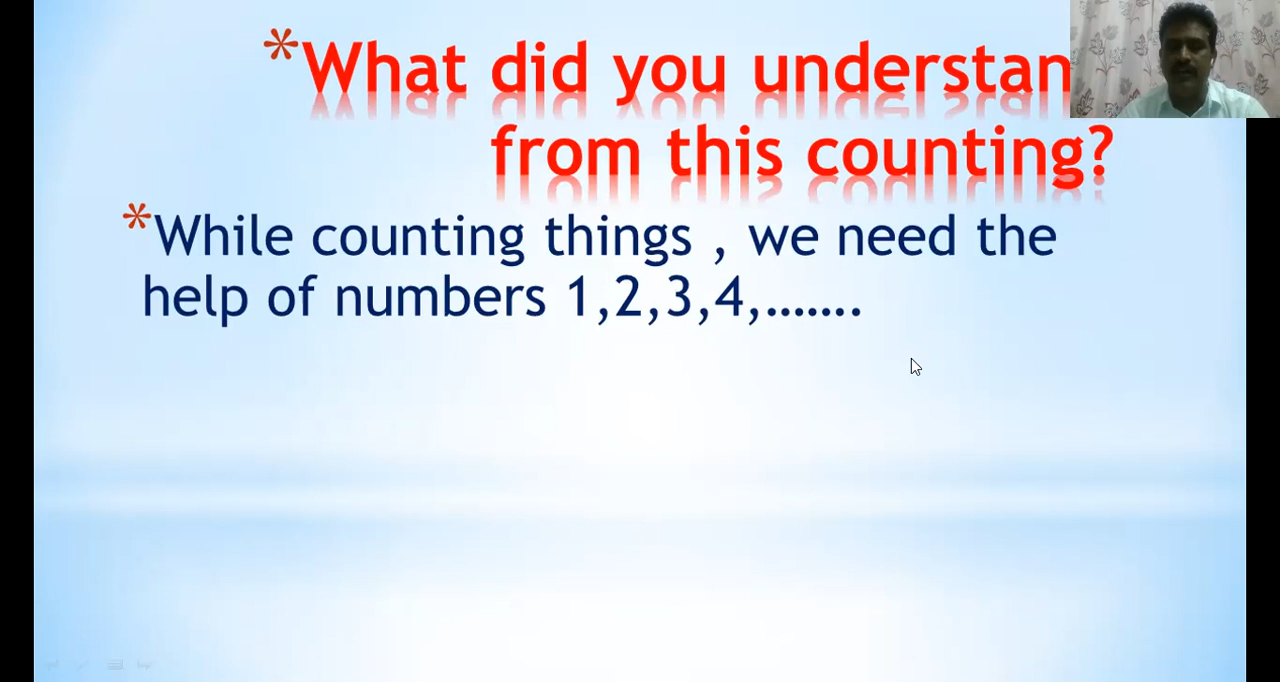 *What did you understan
from this counting?
*While counting things , we need the
help of numbers 1,2,3,4,.......